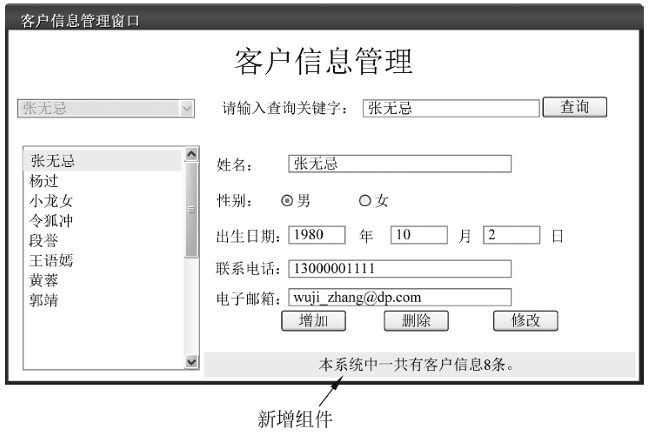 客户信息管理窗口
客户信息管理
张无忌
请输入查询关键字： 张无忌 查询
张无忌
杨过
小龙女
令狐冲
段誉
王语嫣
黄蓉
郭靖
姓名： 张无忌
性别： 男 女
出生日期： 1980 年 10 月 2 日
联系电话： 13000001111
电子邮箱： wuji_zhang@dp.com
增加 删除 修改
本系统中一共有客户信息8条。
新增组件